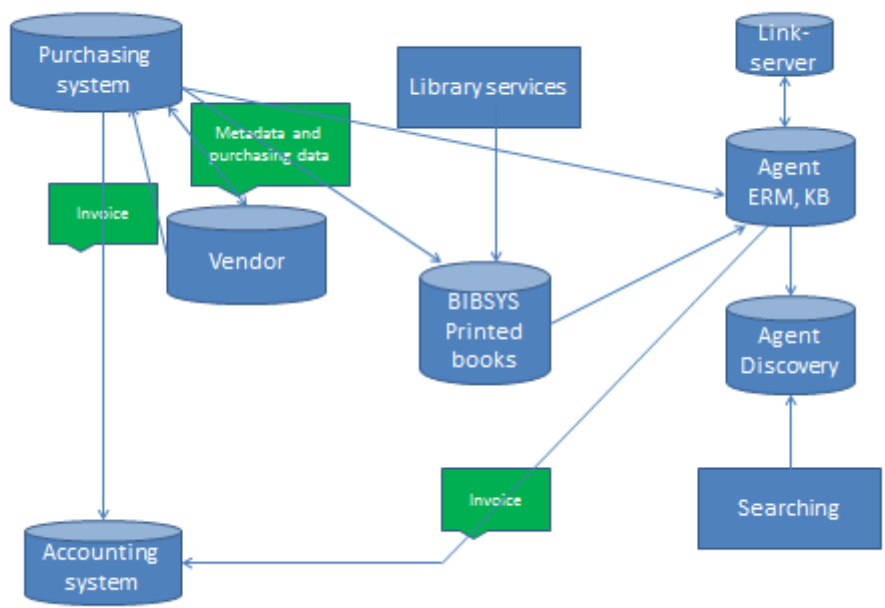 Purchasing
system
Library services
Link-
server
Metadata and
purchasing data
Agent
ERM, KB
Invoice
Vendor
BIBSYS
Printed
books
Agent
Discovery
Invoice
Searching
Accounting
system